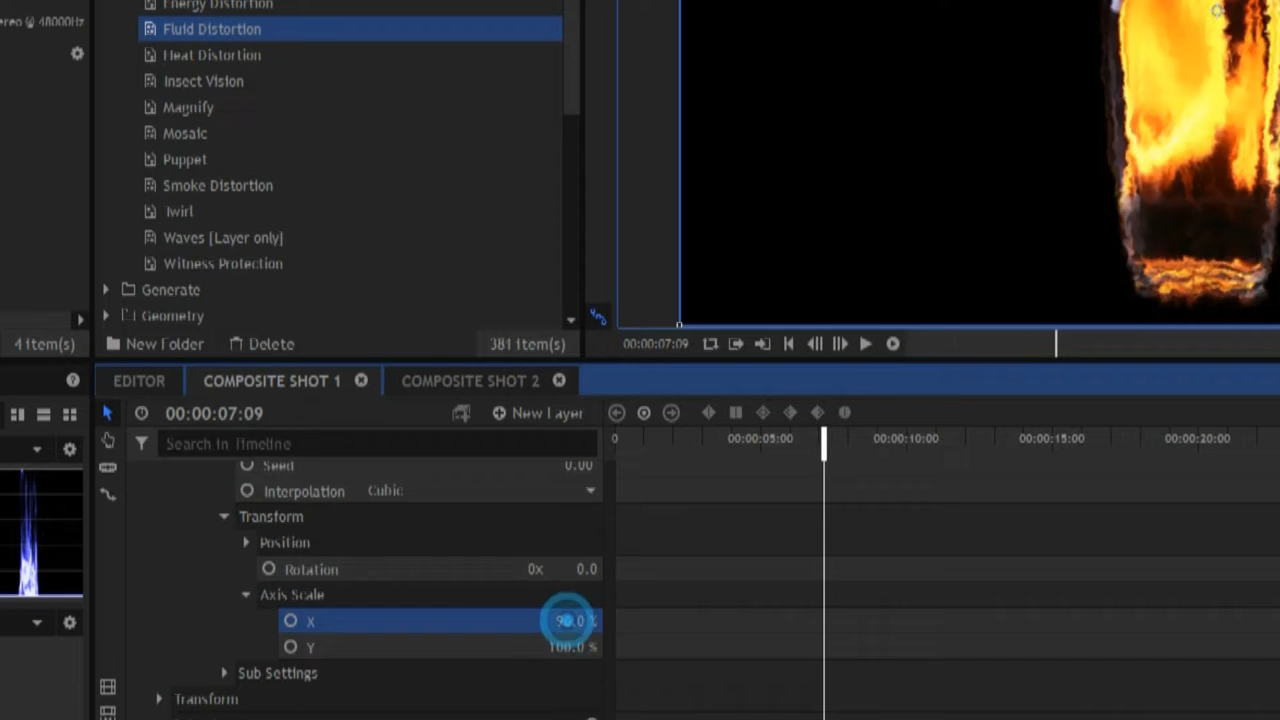 ereo @ 48000Hz
Energy Distortion
Fluid Distortion
Heat Distortion
Insect Vision
Magnify
Mosaic
Puppet
Smoke Distortion
Twirl
Waves [Layer only]
Witness Protection
Generate
Geometry
4 item(s)
New Folder
Delete
381 item(s)
00:00:07:09
EDITOR
COMPOSITE SHOT 1
COMPOSITE SHOT 2
00:00:07:09
New Layer
Search in Timeline
0
00:00:05:00
00:00:10:00
00:00:15:00
00:00:20:00
Seed 0.00
Interpolation Cubic
Transform
Position
Rotation 0x 0.0
Axis Scale
X
Y 100.0 %
Sub Settings
Transform